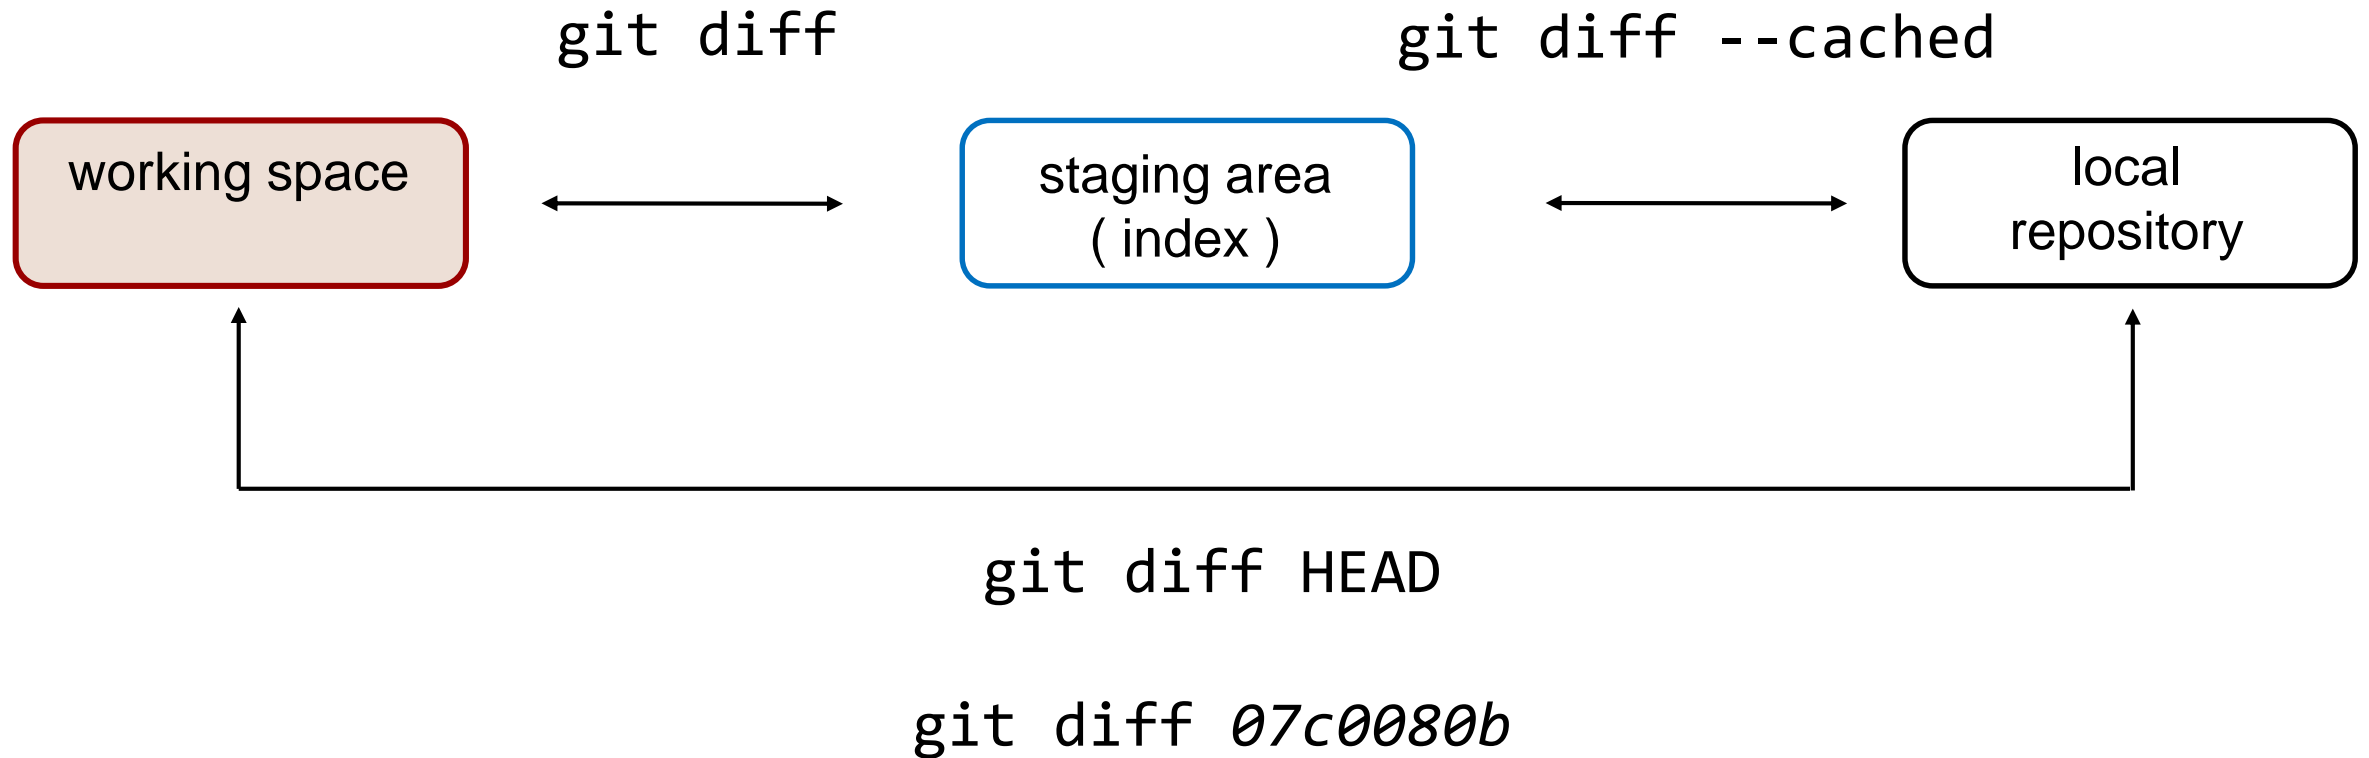 git diff
git diff --cached
working space
staging area
( index )
local
repository
git diff HEAD
git diff 07c0080b